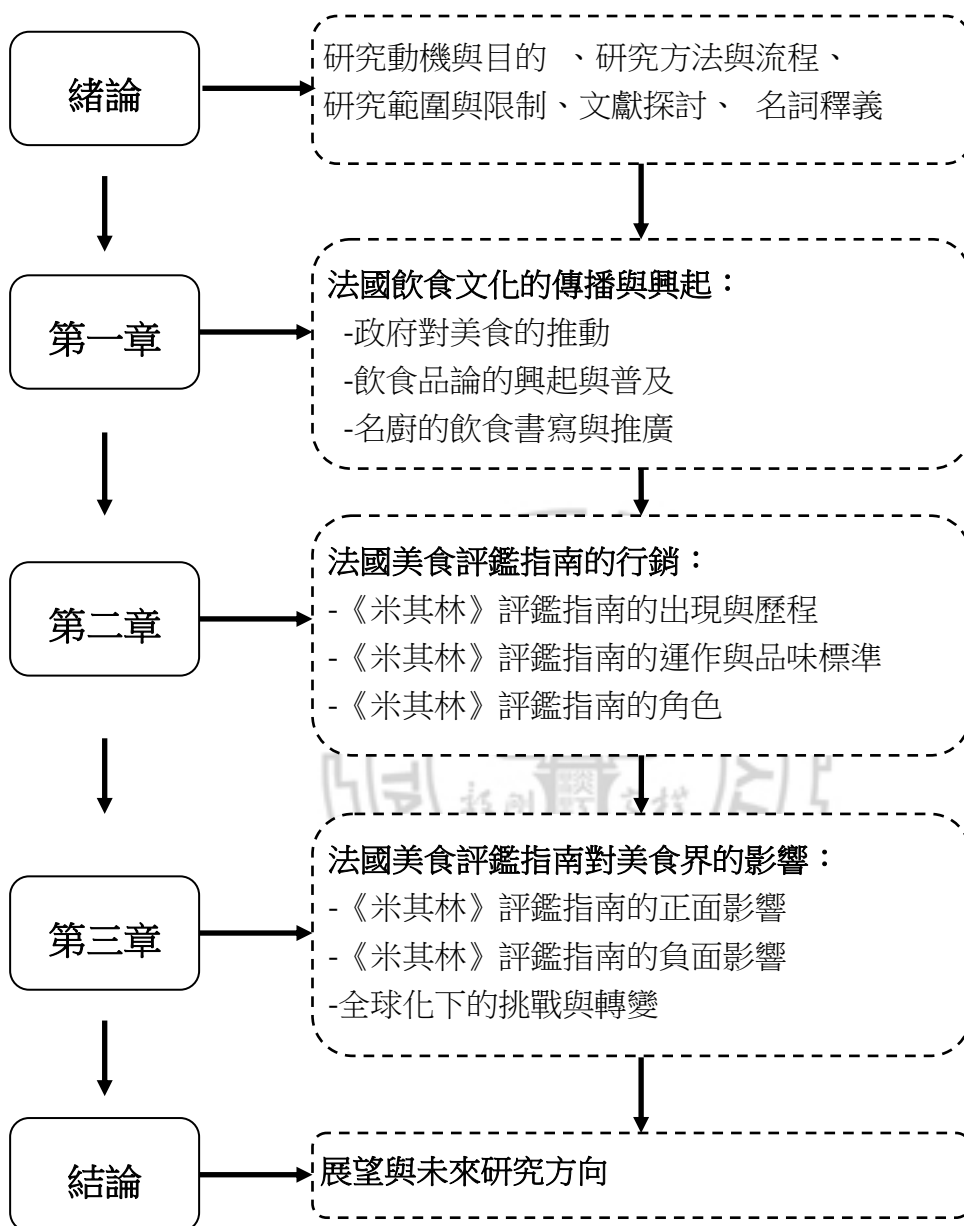 緒論
研究動機與目的 、研究方法與流程、
研究範圍與限制、文獻探討、 名詞釋義
第一章
法國飲食文化的傳播與興起：
-政府對美食的推動
-飲食品論的興起與普及
-名廚的飲食書寫與推廣
第二章
法國美食評鑑指南的行銷：
-《米其林》評鑑指南的出現與歷程
-《米其林》評鑑指南的運作與品味標準
-《米其林》評鑑指南的角色
第三章
法國美食評鑑指南對美食界的影響：
-《米其林》評鑑指南的正面影響
-《米其林》評鑑指南的負面影響
-全球化下的挑戰與轉變
結論
展望與未來研究方向